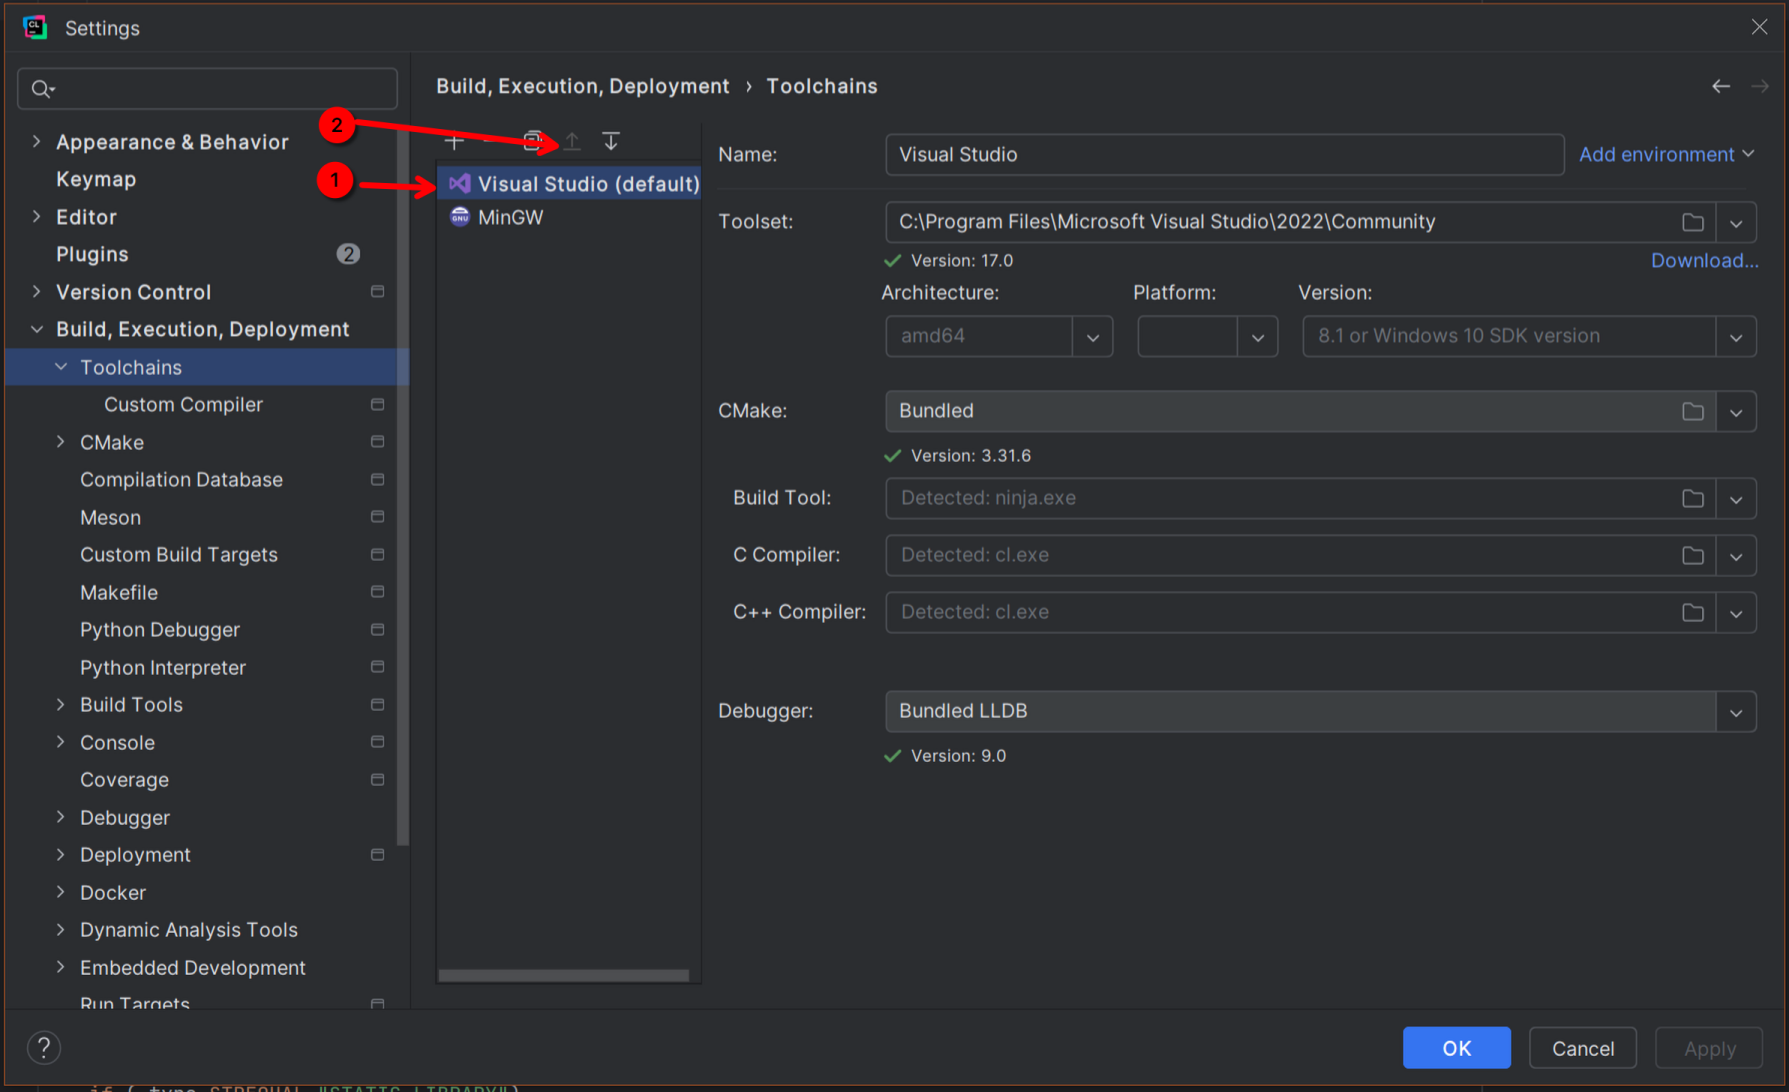 Settings
Build, Execution, Deployment › Toolchains
Appearance & Behavior
Keymap
Editor
Plugins 2
Version Control
Build, Execution, Deployment
Toolchains
Custom Compiler
CMake
Compilation Database
Meson
Custom Build Targets
Makefile
Python Debugger
Python Interpreter
Build Tools
Console
Coverage
Debugger
Deployment
Docker
Dynamic Analysis Tools
Embedded Development
Run Targets
2
1
Visual Studio (default)
MinGW
Name: Visual Studio Add environment
Toolset: C:\Program Files\Microsoft Visual Studio\2022\Community
Version: 17.0 Download...
Architecture: Platform: Version:
amd64 8.1 or Windows 10 SDK version
CMake: Bundled
Version: 3.31.6
Build Tool: Detected: ninja.exe
C Compiler: Detected: cl.exe
C++ Compiler: Detected: cl.exe
Debugger: Bundled LLDB
Version: 9.0
?
OK Cancel Apply